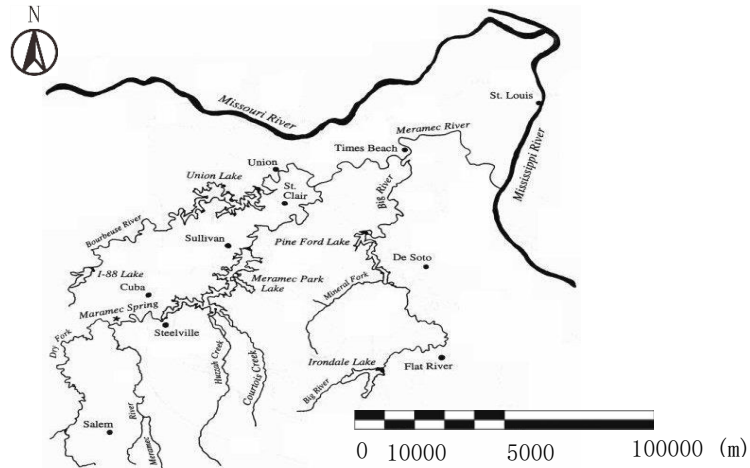 N
Missouri River
St. Louis
Meramec River
Mississippi River
Times Beach
Union
Union Lake
St.
Clair
Big River
Bourbeuse River
Sullivan
Pine Ford Lake
De Soto
I-88 Lake
Meramec Park
Lake
Cuba
Mineral Fork
Maramec Spring
Steelville
Dry Fork
Huzzah Creek
Courtois Creek
Irondale Lake
Flat River
Big River
Salem
River
Meramec
0 10000 5000 100000 (m)